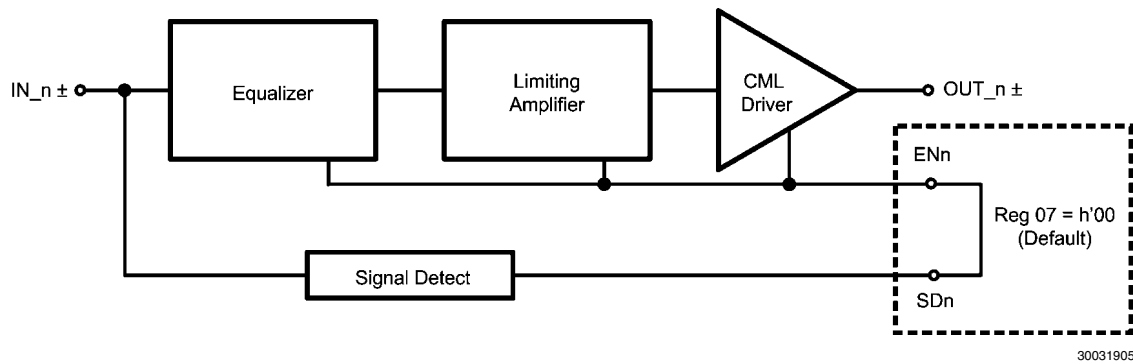 IN_n ±
Equalizer
Limiting
Amplifier
CML
Driver
OUT_n ±
ENn
Reg 07 = h'00
(Default)
Signal Detect
SDn
30031905